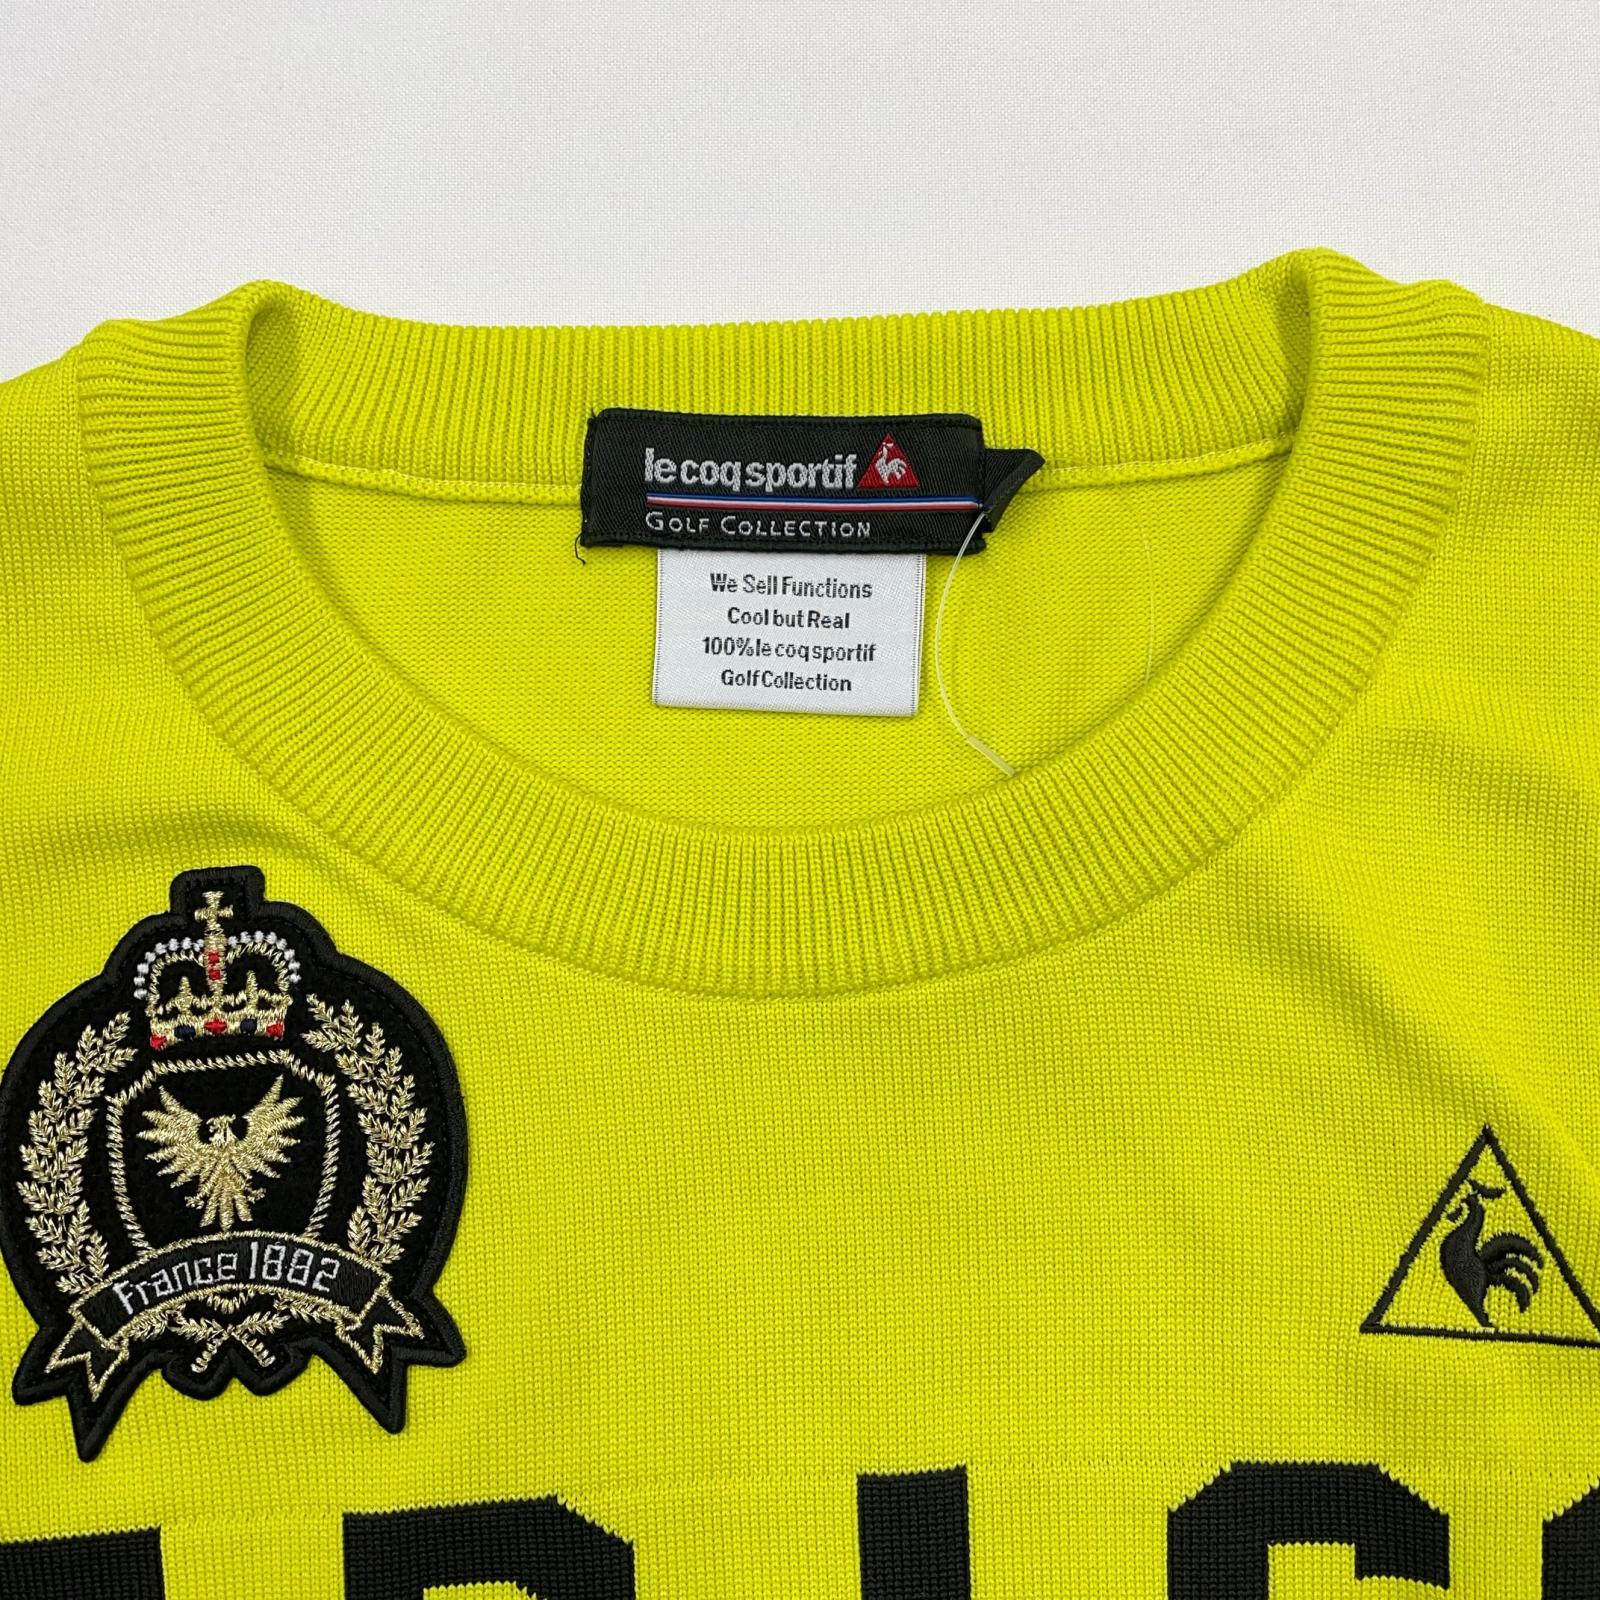 le coq sportif
GOLF COLLECTION
We Sell Functions
Cool but Real
100% le coq sportif
Golf Collection
France 1882